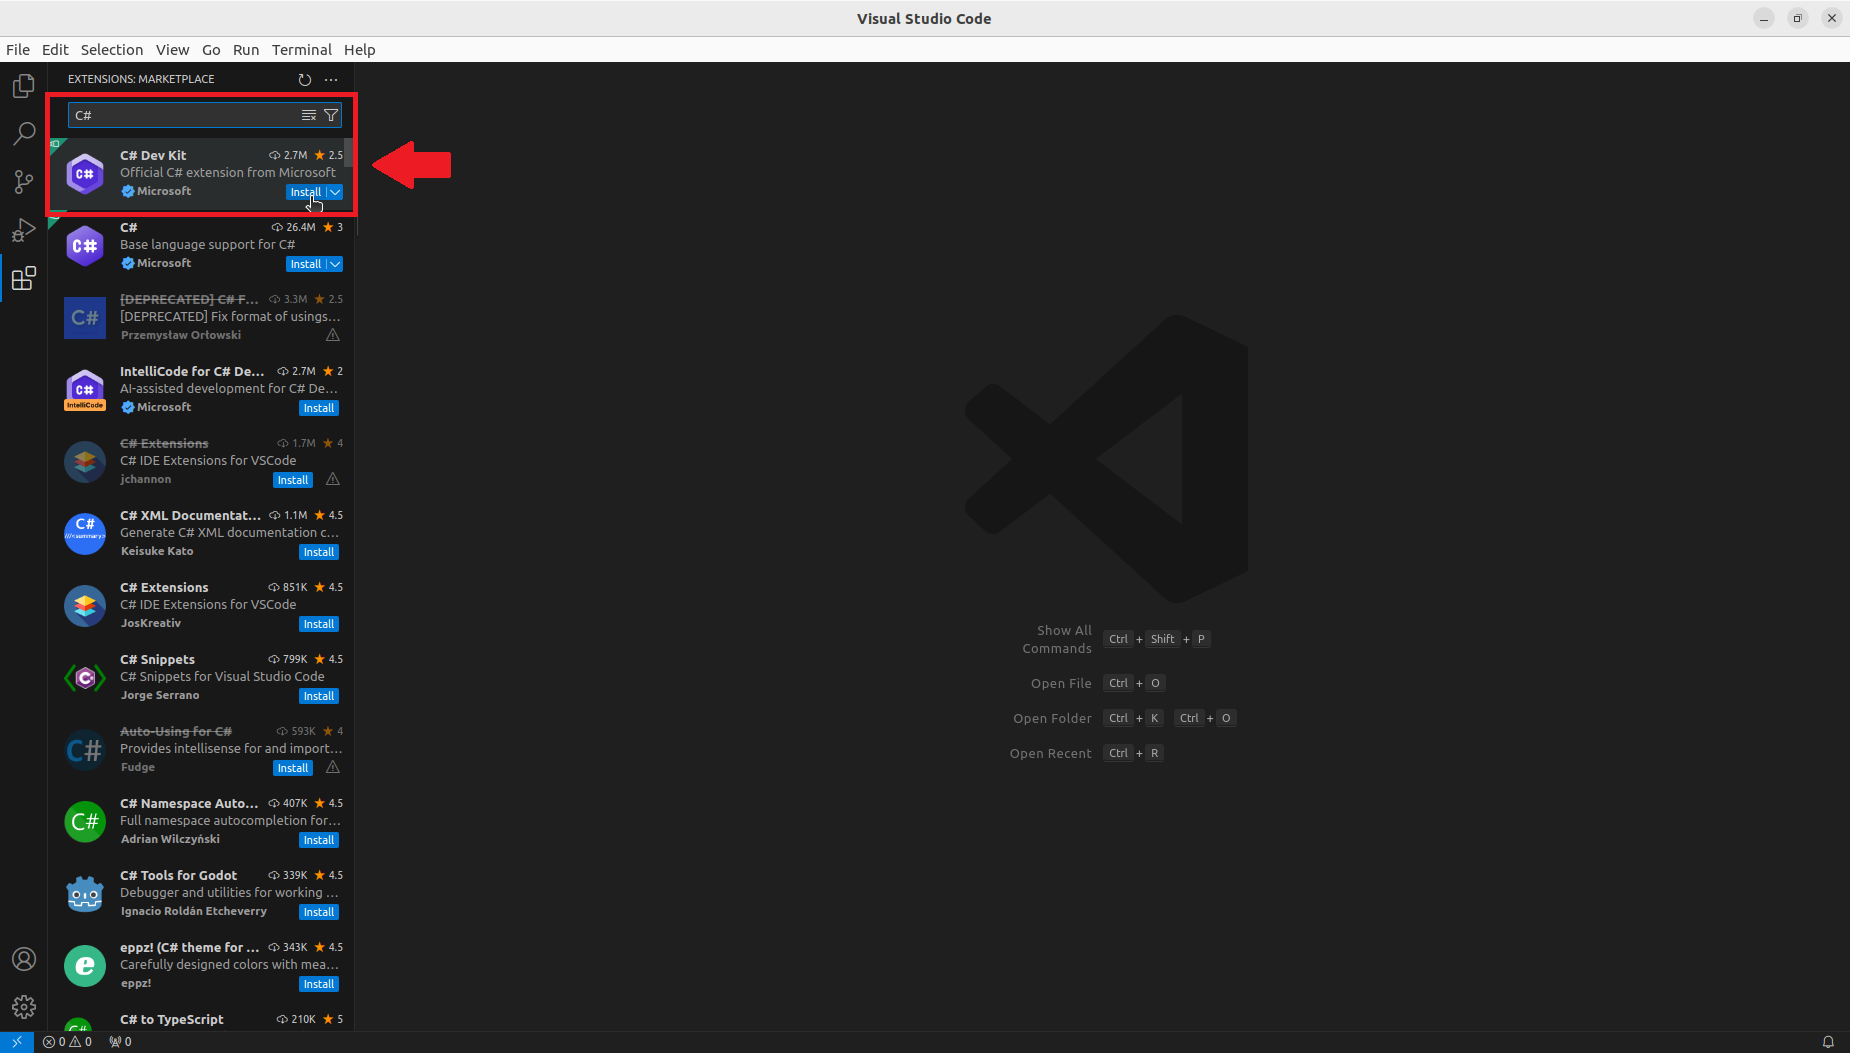 Visual Studio Code
File Edit Selection View Go Run Terminal Help
EXTENSIONS: MARKETPLACE
C#
C# Dev Kit 2.7M 2.5
Official C# extension from Microsoft
Microsoft Install
C# 26.4M 3
Base language support for C#
Microsoft Install
[DEPRECATED] C# F... 3.3M 2.5
[DEPRECATED] Fix format of usings...
Przemysław Orłowski
IntelliCode for C# De... 2.7M 2
AI-assisted development for C# De...
Microsoft Install
C# Extensions 1.7M 4
C# IDE Extensions for VSCode
jchannon Install
C# XML Documentat... 1.1M 4.5
Generate C# XML documentation c...
Keisuke Kato Install
C# Extensions 851K 4.5
C# IDE Extensions for VSCode
JosKreativ Install
C# Snippets 799K 4.5
C# Snippets for Visual Studio Code
Jorge Serrano Install
Auto-Using for C# 593K 4
Provides intellisense for and import...
Fudge Install
C# Namespace Auto... 407K 4.5
Full namespace autocompletion for...
Adrian Wilczyński Install
C# Tools for Godot 339K 4.5
Debugger and utilities for working ...
Ignacio Roldán Etcheverry Install
eppz! (C# theme for ... 343K 4.5
Carefully designed colors with mea...
eppz! Install
C# to TypeScript 210K 5
C#
C#
C#
C#
IntelliCode
C#
///<summary>
C
C#
C#
e
C#
Show All Commands Ctrl + Shift + P
Open File Ctrl + O
Open Folder Ctrl + K Ctrl + O
Open Recent Ctrl + R
0 0 0